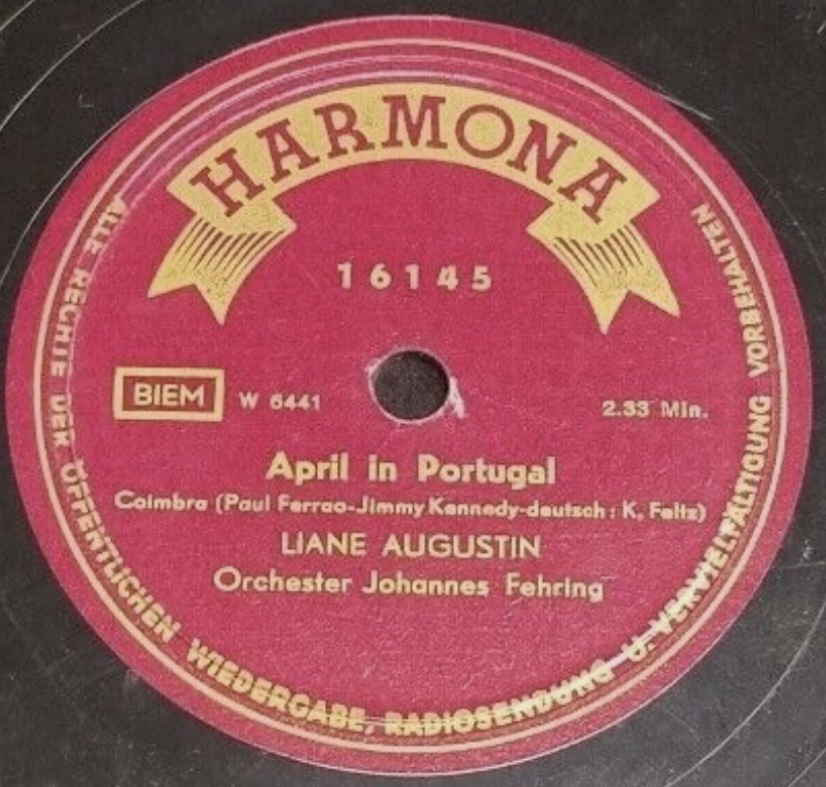 HARMONA
16145
BIEM W 6441 2.33 Min.
April in Portugal
Coimbra (Paul Ferrao-Jimmy Kennedy-deutsch: K. Feltz)
LIANE AUGUSTIN
Orchester Johannes Fehring
ALLE RECHTE DER ÖFFENTLICHEN WIEDERGABE, RADIOSENDUNG U. VERVIELFÄLTIGUNG VORBEHALTEN